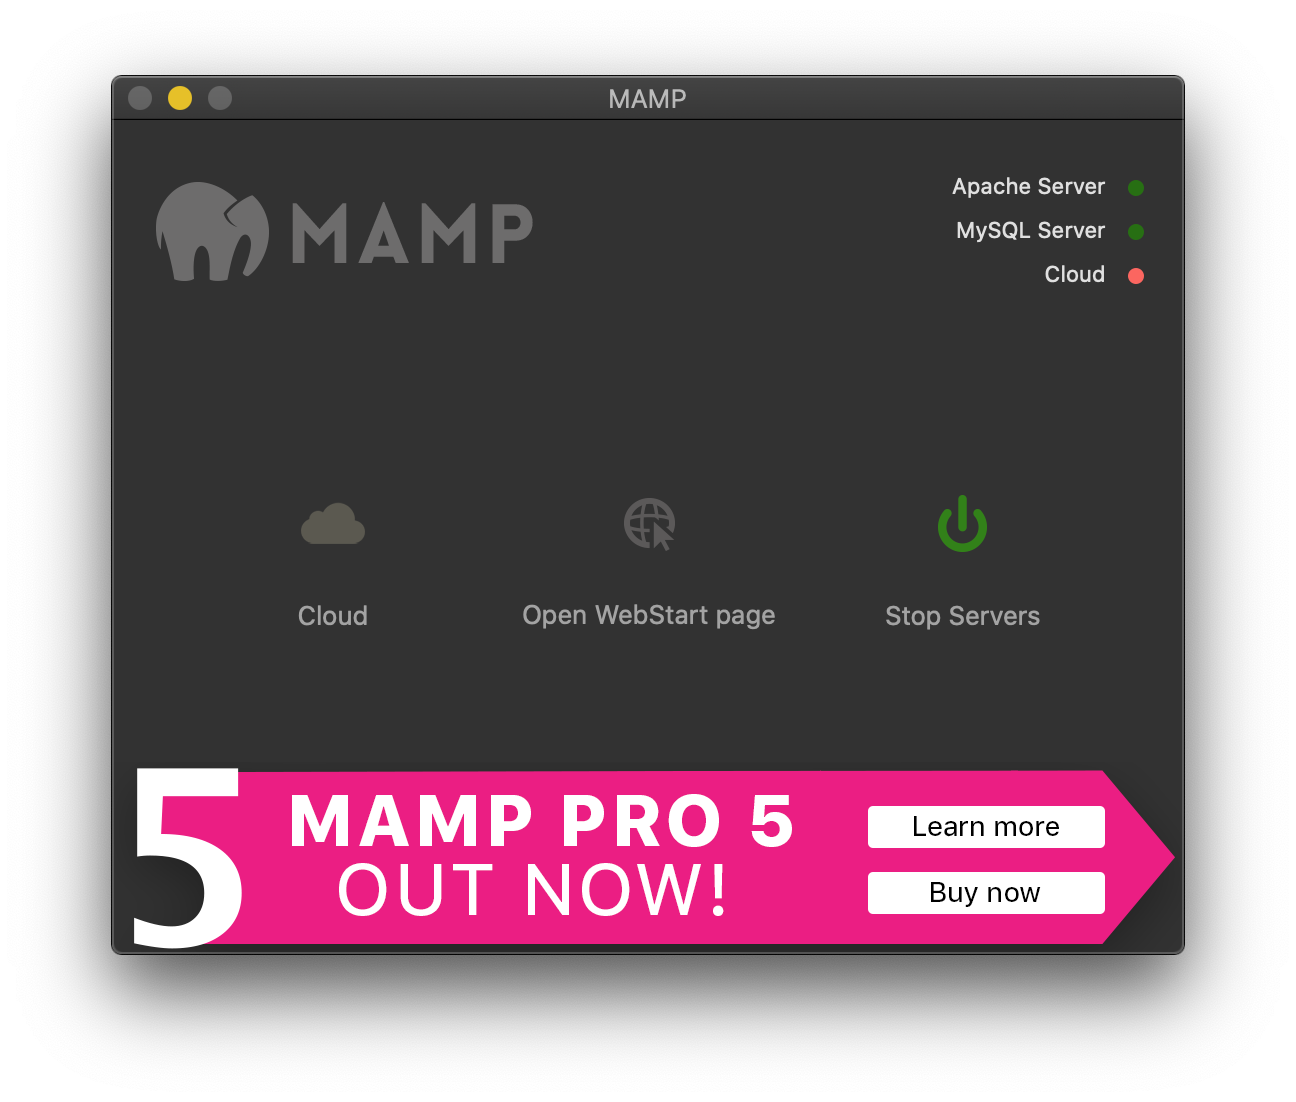 MAMP
MAMP
Apache Server
MySQL Server
Cloud
Cloud
Open WebStart page
Stop Servers
5
MAMP PRO 5
OUT NOW!
Learn more
Buy now